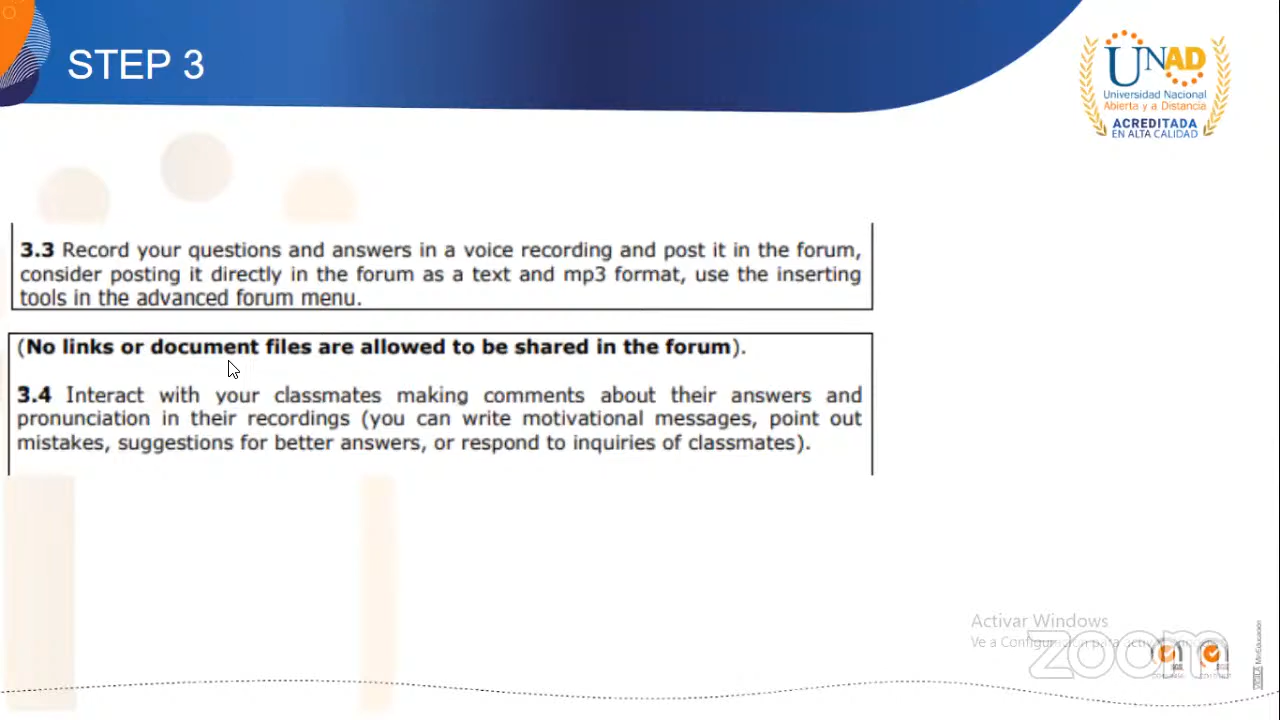 STEP 3
UNAD
Universidad Nacional
Abierta y a Distancia
ACREDITADA
EN ALTA CALIDAD
3.3 Record your questions and answers in a voice recording and post it in the forum,
consider posting it directly in the forum as a text and mp3 format, use the inserting
tools in the advanced forum menu.
(No links or document files are allowed to be shared in the forum).
3.4 Interact with your classmates making comments about their answers and
pronunciation in their recordings (you can write motivational messages, point out
mistakes, suggestions for better answers, or respond to inquiries of classmates).
Activar Windows
Ve a Configuración para
zoom